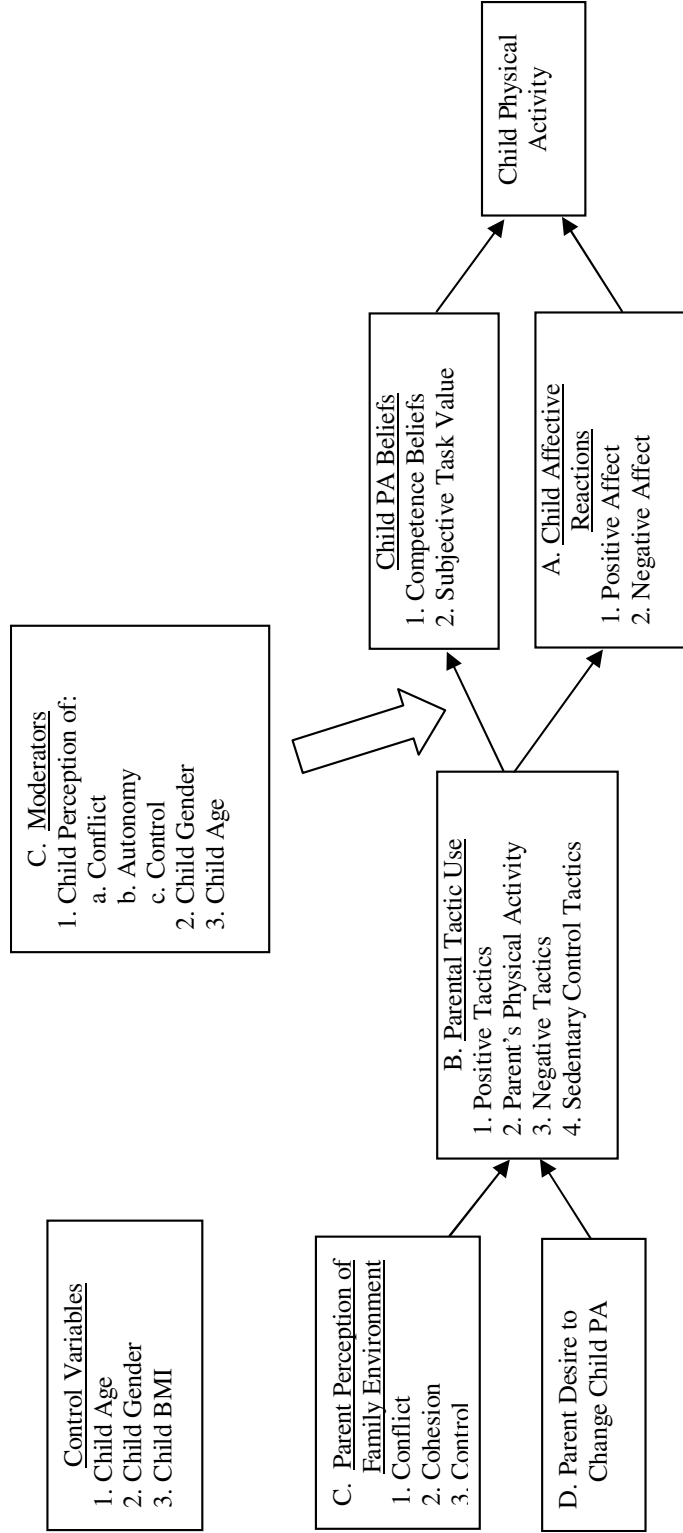 Control Variables
1. Child Age
2. Child Gender
3. Child BMI
C. Moderators
1. Child Perception of:
a. Conflict
b. Autonomy
c. Control
2. Child Gender
3. Child Age
C. Parent Perception of
Family Environment
1. Conflict
2. Cohesion
3. Control
D. Parent Desire to
Change Child PA
B. Parental Tactic Use
1. Positive Tactics
2. Parent's Physical Activity
3. Negative Tactics
4. Sedentary Control Tactics
Child PA Beliefs
1. Competence Beliefs
2. Subjective Task Value
A. Child Affective
Reactions
1. Positive Affect
2. Negative Affect
Child Physical
Activity